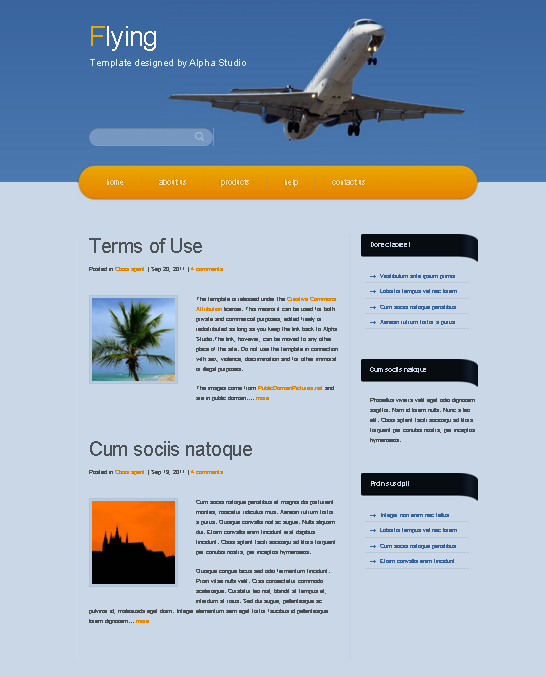 Flying
Template designed by Alpha Studio
home about us products help contact us
Terms of Use
Posted in Class aptent | Sep 20, 2011 | 4 comments
The template is released under the Creative Commons
Attribution license. This means it can be used for both
private and commercial purposes, edited freely or
redistributed as long as you keep the link back to Alpha
Studio. The link, however, can be moved to any other
place of the site. Do not use the template in connection
with sex, violence, discrimination and for other immoral
or illegal purposes.
The images come from PublicDomainPictures.net and
are in public domain.... more
Cum sociis natoque
Posted in Class aptent | Sep 19, 2011 | 4 comments
Cum sociis natoque penatibus et magnis dis parturient
montes, nascetur ridiculus mus. Aenean rutrum tortor
a purus. Quisque convallis nisl ac augue. Nulla aliquam
dui. Etiam convallis enim tincidunt erat dapibus
tincidunt. Class aptent taciti sociosqu ad litora torquent
per conubia nostra, per inceptos hymenaeos.
Quisque congue lacus sed odio fermentum tincidunt.
Proin vitae nulla velit. Cras consectetur commodo
scelerisque. Curabitur leo nisl, blandit at tempus et,
interdum at risus. Sed dui augue, pellentesque ac
pulvinar id, malesuada eget diam. Integer elementum sem eget tortor faucibus id pellentesque
lorem dignissim.... more
Donec laoreet
Vestibulum ante ipsum primis
Lobortis tempus vel nec lorem
Cum sociis natoque penatibus
Aenean rutrum tortor a purus
Cum sociis natoque
Phasellus viverra velit eget odio dignissim
sagittis. Nam id lorem nulla. Nunc a leo
elit. Class aptent taciti sociosqu ad litora
torquent per conubia nostra, per inceptos
hymenaeos.
Proin suscipit
Integer non enim nec tellus
Lobortis tempus vel nec lorem
Cum sociis natoque penatibus
Etiam convallis enim tincidunt